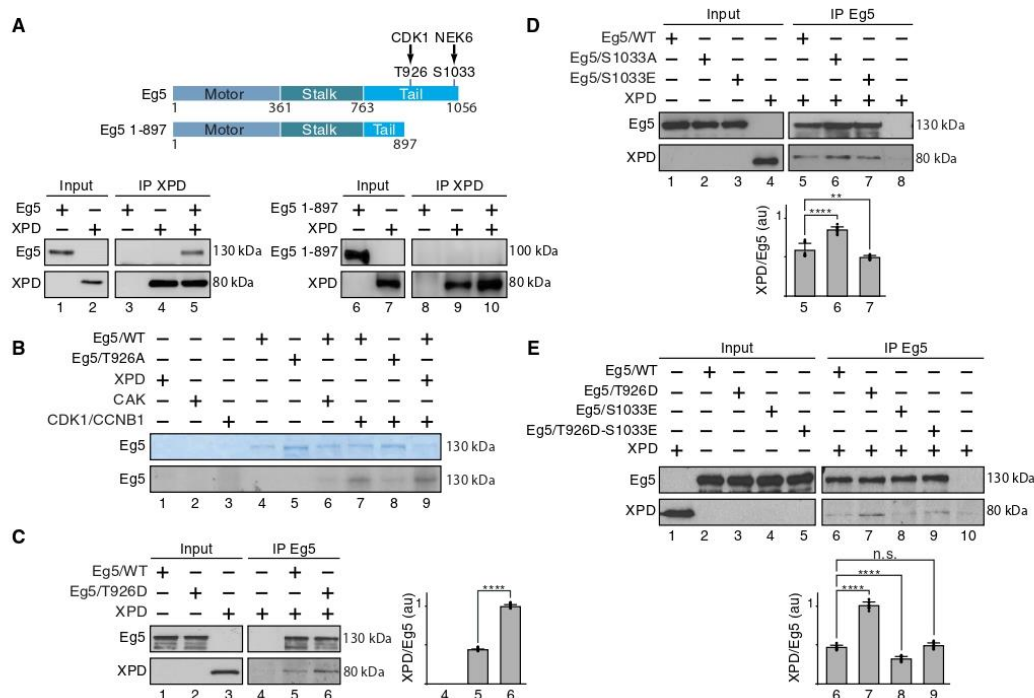 A
CDK1 NEK6
T926 S1033
Eg5 Motor Stalk Tail
1 361 763 1056
Eg5 1-897 Motor Stalk Tail
1 897
Input IP XPD
Eg5 + − − − +
XPD − + − + +
Eg5 130 kDa
XPD 80 kDa
1 2 3 4 5
Input IP XPD
Eg5 1-897 + − − − +
XPD − + − + +
Eg5 1-897 100 kDa
XPD 80 kDa
6 7 8 9 10
B
Eg5/WT − − − + − + + − +
Eg5/T926A − − − − + − − + −
XPD + − − − − − − − +
CAK − + − − − + − − −
CDK1/CCNB1 − − + − − − + + +
Eg5 130 kDa
Eg5 130 kDa
1 2 3 4 5 6 7 8 9
C
Input IP Eg5
Eg5/WT + − − − + −
Eg5/T926D − + − − − +
XPD − − + + + +
Eg5 130 kDa
XPD 80 kDa
1 2 3 4 5 6
XPD/Eg5 (au)
1
****
4 5 6
D
Input IP Eg5
Eg5/WT + − − − + − − −
Eg5/S1033A − + − − − + − −
Eg5/S1033E − − + − − − + −
XPD − − − + + + + +
Eg5 130 kDa
XPD 80 kDa
1 2 3 4 5 6 7 8
XPD/Eg5 (au)
1
**
****
5 6 7
E
Input IP Eg5
Eg5/WT − + − − − + − − − −
Eg5/T926D − − + − − − + − − −
Eg5/S1033E − − − + − − − + − −
Eg5/T926D-S1033E − − − − + − − − + −
XPD + − − − − + + + + +
Eg5 130 kDa
XPD 80 kDa
1 2 3 4 5 6 7 8 9 10
XPD/Eg5 (au)
1
n.s.
****
****
6 7 8 9